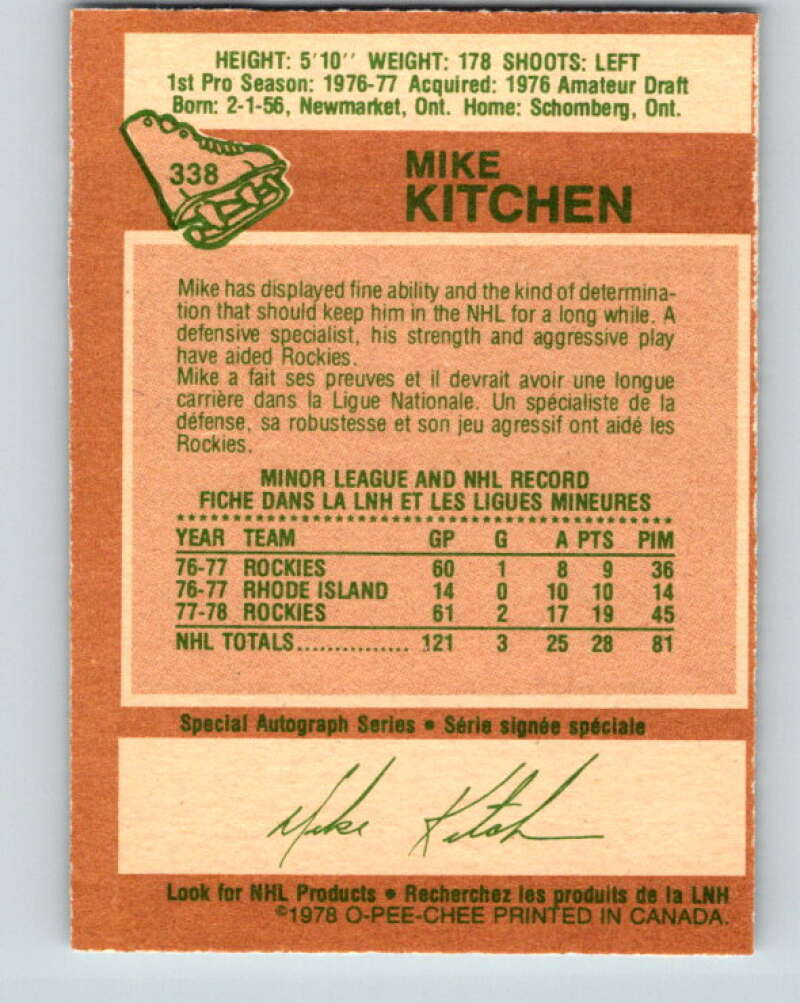 HEIGHT: 5'10'' WEIGHT: 178 SHOOTS: LEFT
1st Pro Season: 1976-77 Acquired: 1976 Amateur Draft
Born: 2-1-56, Newmarket, Ont. Home: Schomberg, Ont.
338
MIKE
KITCHEN
Mike has displayed fine ability and the kind of determina-
tion that should keep him in the NHL for a long while. A
defensive specialist, his strength and aggressive play
have aided Rockies.
Mike a fait ses preuves et il devrait avoir une longue
carrière dans la Ligue Nationale. Un spécialiste de la
défense, sa robustesse et son jeu agressif ont aidé les
Rockies.
MINOR LEAGUE AND NHL RECORD
FICHE DANS LA LNH ET LES LIGUES MINEURES
YEAR TEAM GP G A PTS PIM
76-77 ROCKIES 60 1 8 9 36
76-77 RHODE ISLAND 14 0 10 10 14
77-78 ROCKIES 61 2 17 19 45
NHL TOTALS............... 121 3 25 28 81
Special Autograph Series • Série signée spéciale
Mike Kitch
Look for NHL Products • Recherchez les produits de la LNH
©1978 O-PEE-CHEE PRINTED IN CANADA.